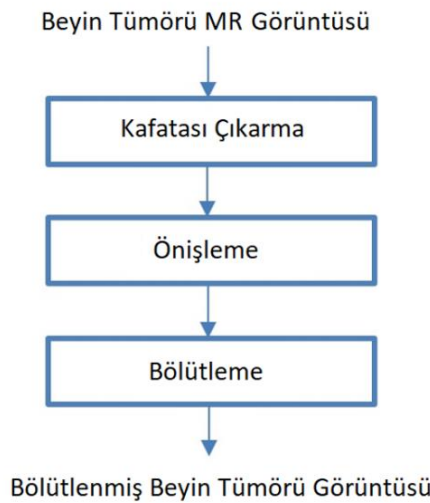 Beyin Tümörü MR Görüntüsü
Kafatası Çıkarma
Önişleme
Bölütleme
Bölütlenmiş Beyin Tümörü Görüntüsü